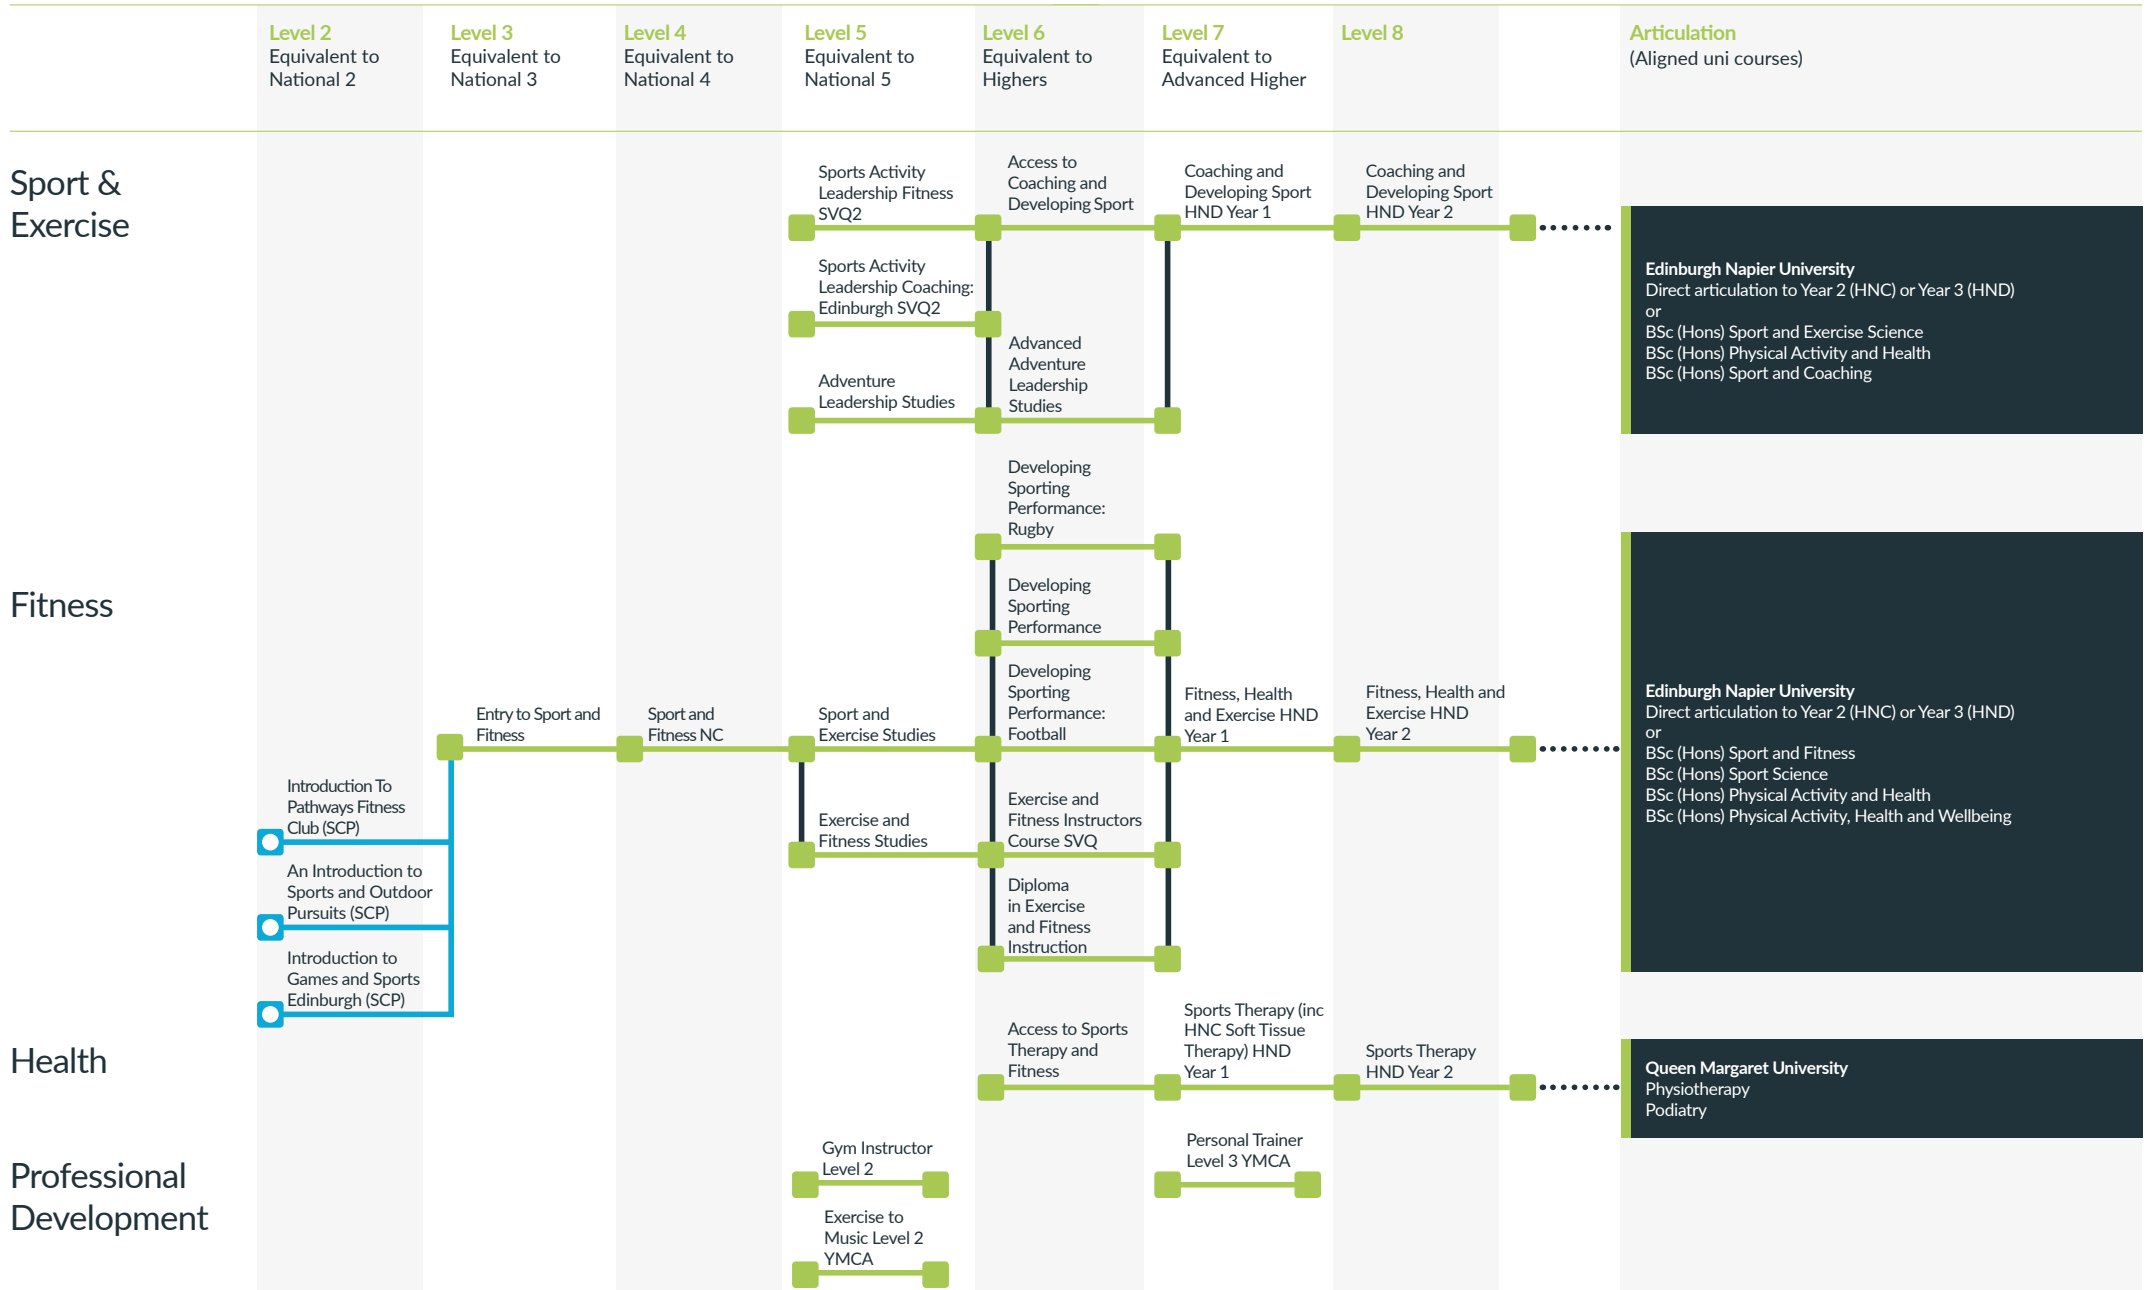 Level 2
Equivalent to
National 2
Level 3
Equivalent to
National 3
Level 4
Equivalent to
National 4
Level 5
Equivalent to
National 5
Level 6
Equivalent to
Highers
Level 7
Equivalent to
Advanced Higher
Level 8
Articulation
(Aligned uni courses)
Sport &
Exercise
Sports Activity
Leadership Fitness
SVQ2
Access to
Coaching and
Developing Sport
Coaching and
Developing Sport
HND Year 1
Coaching and
Developing Sport
HND Year 2
Sports Activity
Leadership Coaching:
Edinburgh SVQ2
Adventure
Leadership Studies
Advanced
Adventure
Leadership
Studies
Edinburgh Napier University
Direct articulation to Year 2 (HNC) or Year 3 (HND)
or
BSc (Hons) Sport and Exercise Science
BSc (Hons) Physical Activity and Health
BSc (Hons) Sport and Coaching
Fitness
Developing
Sporting
Performance:
Rugby
Developing
Sporting
Performance
Developing
Sporting
Performance:
Football
Entry to Sport and
Fitness
Sport and
Fitness NC
Sport and
Exercise Studies
Fitness, Health
and Exercise HND
Year 1
Fitness, Health and
Exercise HND
Year 2
Introduction To
Pathways Fitness
Club (SCP)
An Introduction to
Sports and Outdoor
Pursuits (SCP)
Introduction to
Games and Sports
Edinburgh (SCP)
Exercise and
Fitness Studies
Exercise and
Fitness Instructors
Course SVQ
Diploma
in Exercise
and Fitness
Instruction
Edinburgh Napier University
Direct articulation to Year 2 (HNC) or Year 3 (HND)
or
BSc (Hons) Sport and Fitness
BSc (Hons) Sport Science
BSc (Hons) Physical Activity and Health
BSc (Hons) Physical Activity, Health and Wellbeing
Health
Access to Sports
Therapy and
Fitness
Sports Therapy (inc
HNC Soft Tissue
Therapy) HND
Year 1
Sports Therapy
HND Year 2
Queen Margaret University
Physiotherapy
Podiatry
Professional
Development
Gym Instructor
Level 2
Personal Trainer
Level 3 YMCA
Exercise to
Music Level 2
YMCA